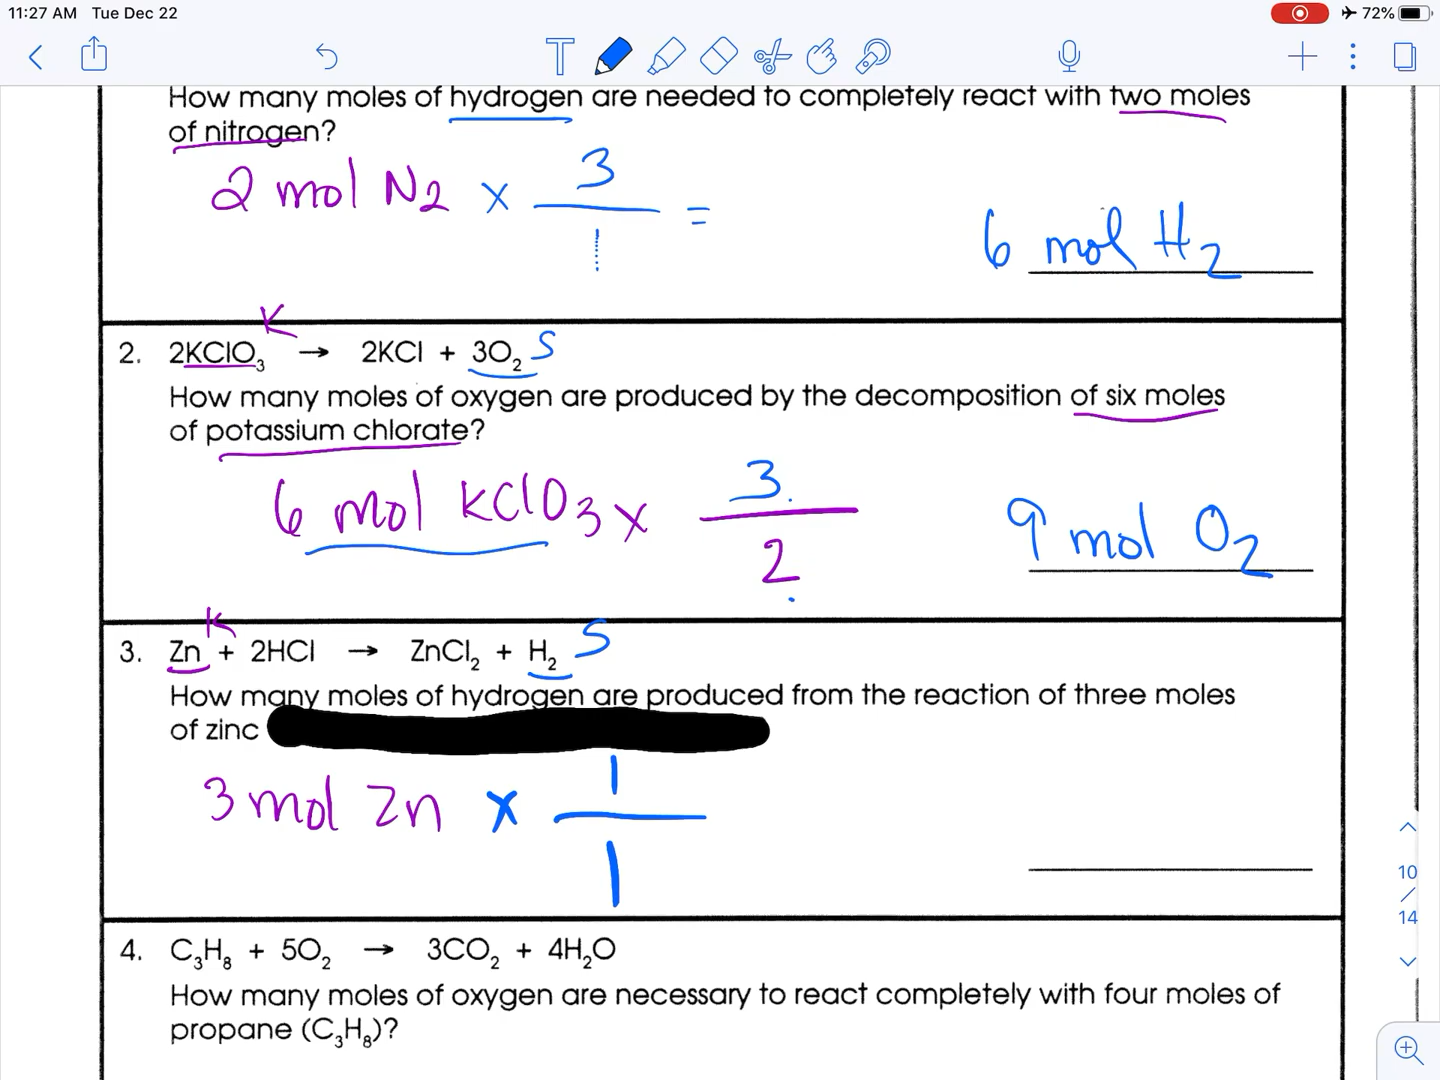 11:27 AM Tue Dec 22 72%
How many moles of hydrogen are needed to completely react with two moles
of nitrogen?
2 mol N2 × 3/1 =
6 mol H2
K
2. 2KClO₃ → 2KCl + 3O₂ S
How many moles of oxygen are produced by the decomposition of six moles
of potassium chlorate?
6 mol KClO3 x 3/2
9 mol O2
K
3. Zn + 2HCl → ZnCl₂ + H₂ S
How many moles of hydrogen are produced from the reaction of three moles
of zinc
3 mol Zn × 1/1
10
/
14
4. C₃H₈ + 5O₂ → 3CO₂ + 4H₂O
How many moles of oxygen are necessary to react completely with four moles of
propane (C₃H₈)?